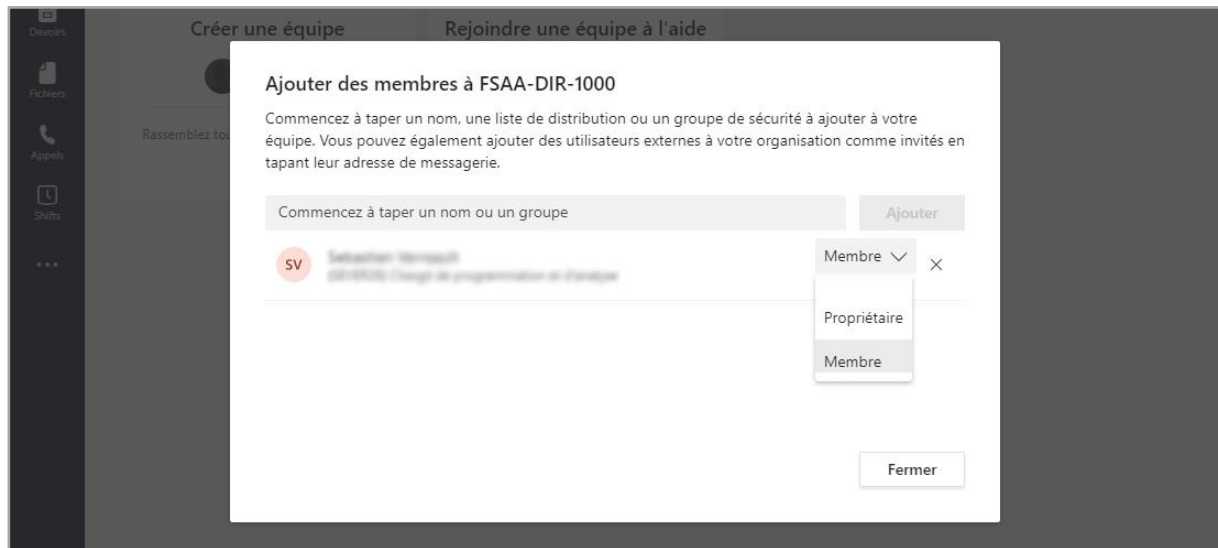 Devoirs
Fichiers
Appels
Shifts
Créer une équipe
Rejoindre une équipe à l'aide
Rassemblez tou
Ajouter des membres à FSAA-DIR-1000
Commencez à taper un nom, une liste de distribution ou un groupe de sécurité à ajouter à votre
équipe. Vous pouvez également ajouter des utilisateurs externes à votre organisation comme invités en
tapant leur adresse de messagerie.
Commencez à taper un nom ou un groupe
Ajouter
SV
Membre
Propriétaire
Membre
Fermer